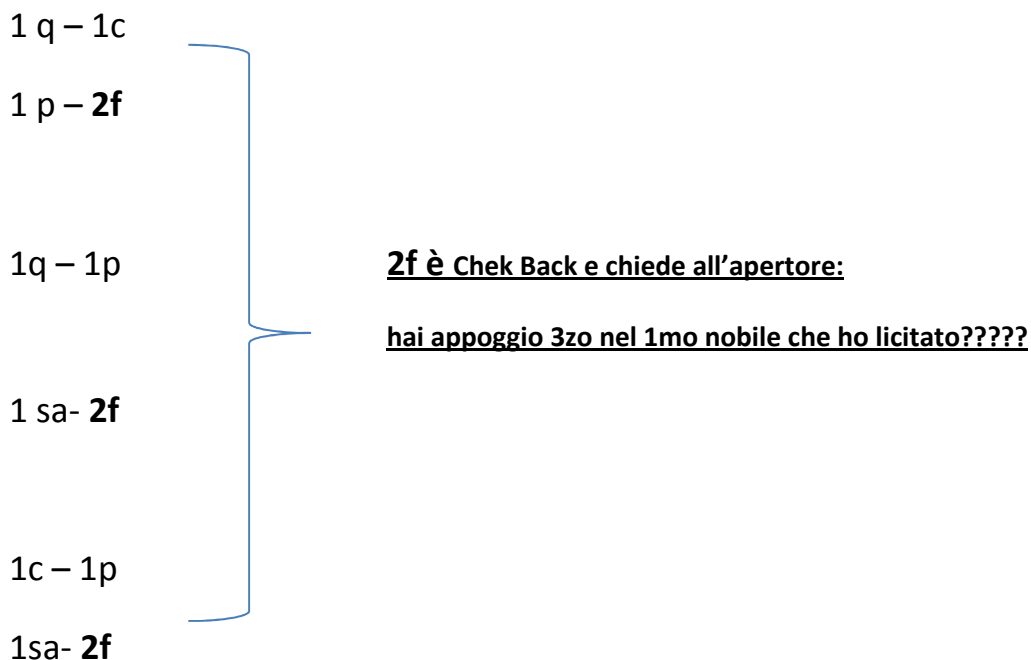 1 q – 1c
1 p – 2f
1q – 1p
2f è Chek Back e chiede all’apertore:
hai appoggio 3zo nel 1mo nobile che ho licitato?????
1 sa- 2f
1c – 1p
1sa- 2f